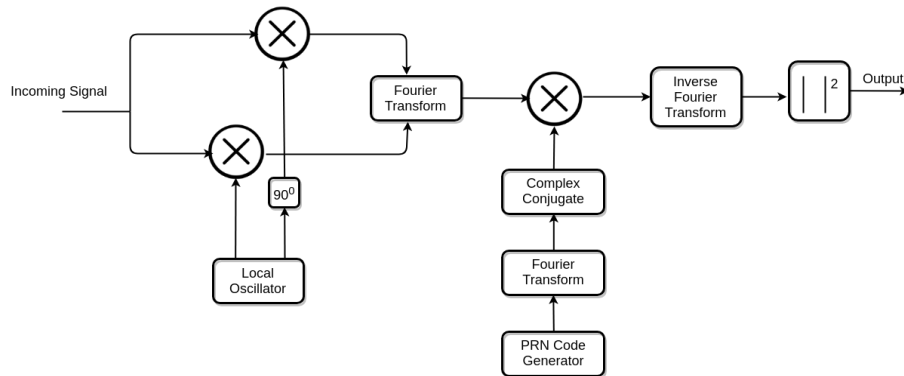 Incoming Signal
Fourier
Transform
Inverse
Fourier
Transform
| |²
Output
90⁰
Complex
Conjugate
Local
Oscillator
Fourier
Transform
PRN Code
Generator